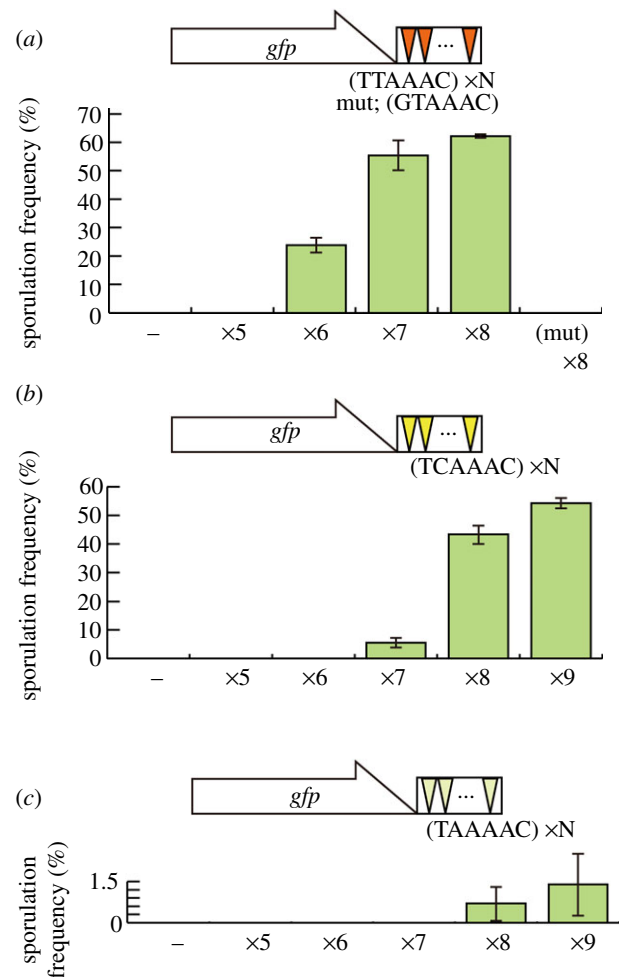 (a)
gfp
...
(TTAAAC) ×N
mut; (GTAAAC)
sporulation frequency (%)
70
60
50
40
30
20
10
0
– ×5 ×6 ×7 ×8 (mut)
×8
(b)
gfp
...
(TCAAAC) ×N
sporulation frequency (%)
60
50
40
30
20
10
0
– ×5 ×6 ×7 ×8 ×9
(c)
gfp
...
(TAAAAC) ×N
sporulation
frequency (%)
1.5
0
– ×5 ×6 ×7 ×8 ×9